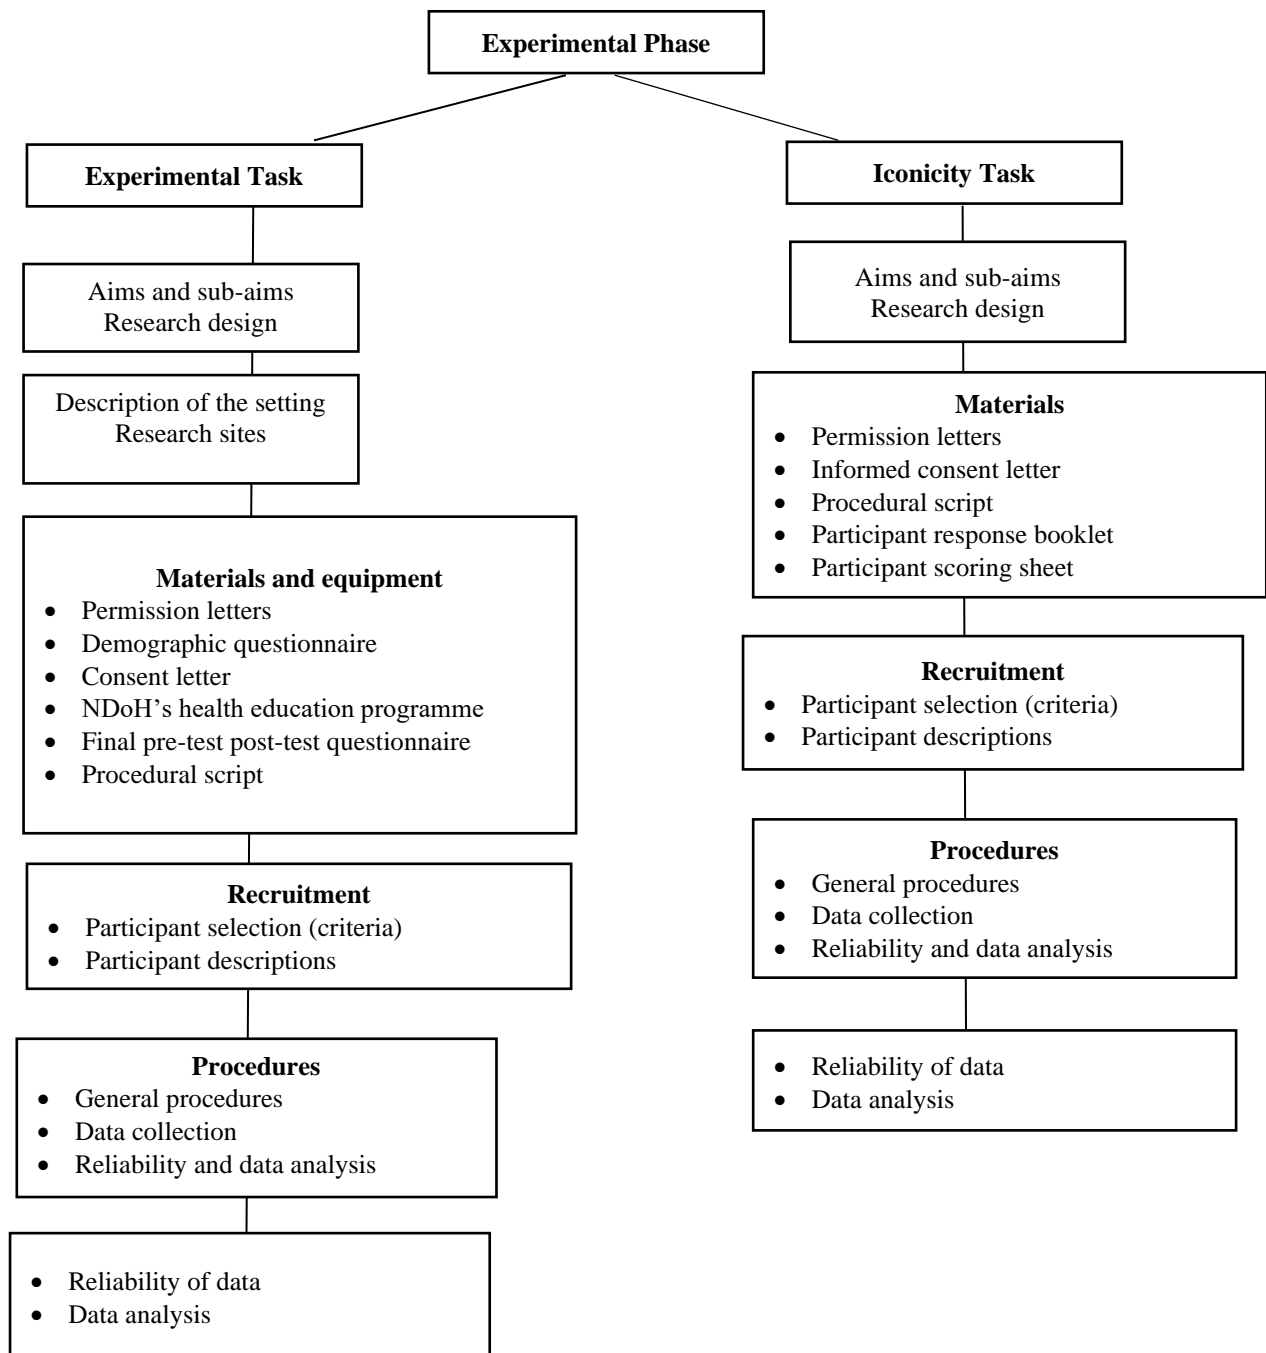 Experimental Phase
Experimental Task
Aims and sub-aims
Research design
Description of the setting
Research sites
Materials and equipment
• Permission letters
• Demographic questionnaire
• Consent letter
• NDoH's health education programme
• Final pre-test post-test questionnaire
• Procedural script
Recruitment
• Participant selection (criteria)
• Participant descriptions
Procedures
• General procedures
• Data collection
• Reliability and data analysis
• Reliability of data
• Data analysis
Iconicity Task
Aims and sub-aims
Research design
Materials
• Permission letters
• Informed consent letter
• Procedural script
• Participant response booklet
• Participant scoring sheet
Recruitment
• Participant selection (criteria)
• Participant descriptions
Procedures
• General procedures
• Data collection
• Reliability and data analysis
• Reliability of data
• Data analysis